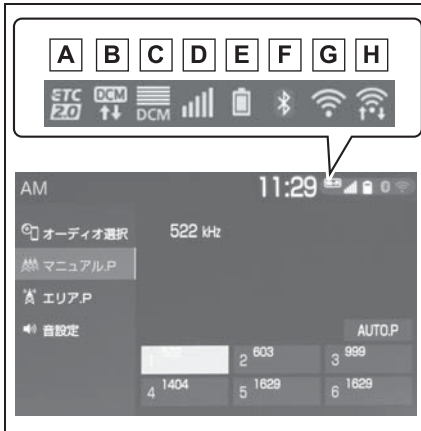 A B C D E F G H
ETC 2.0 DCM DCM
AM 11:29
オーディオ選択 522 kHz
マニュアル.P
エリア.P
音設定 AUTO.P
1 2 603 3 999
4 1404 5 1629 6 1629